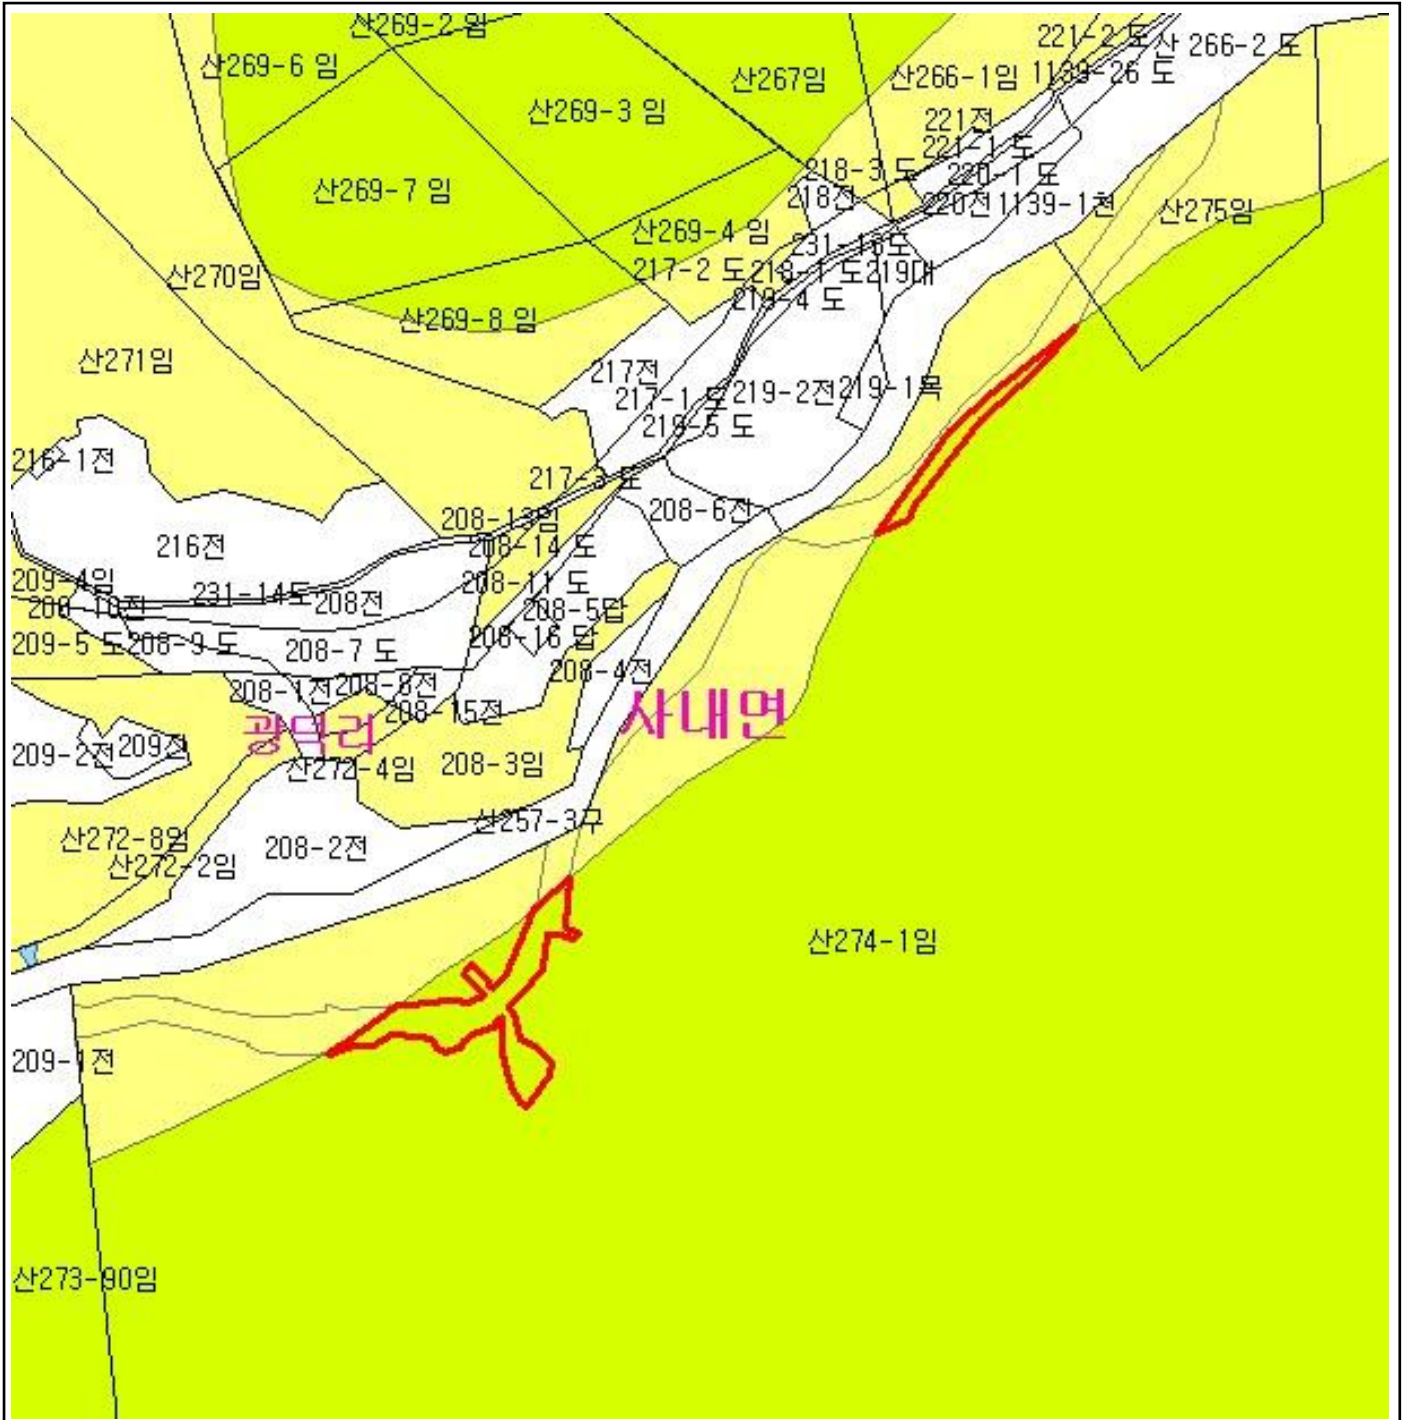 산269-2 임
221-2 도
산 266-2 도
산269-6 임
산267임
산266-1임
1139-26 도
산269-3 임
221전
221-1 도
218-3 도
220-1 도
산269-7 임
218전
220전
1139-1천
산275임
산269-4 임
231-16도
산270임
217-2 도
218-1 도
219대
219-4 도
산269-8 임
산271임
217전
217-1 도
219-2전
219-1목
219-5 도
216-1전
217-3 도
208-6전
208-13임
216전
208-14 도
209-4임
231-14도
208전
208-11 도
208-10전
208-5답
209-5 도
208-9 도
208-7 도
208-16 답
208-4전
208-1전
208-8전
208-15전
사내면
광덕리
209-2전
209전
산272-4임
208-3임
산257-3구
산272-8임
208-2전
산272-2임
산274-1임
209-1전
산273-90임